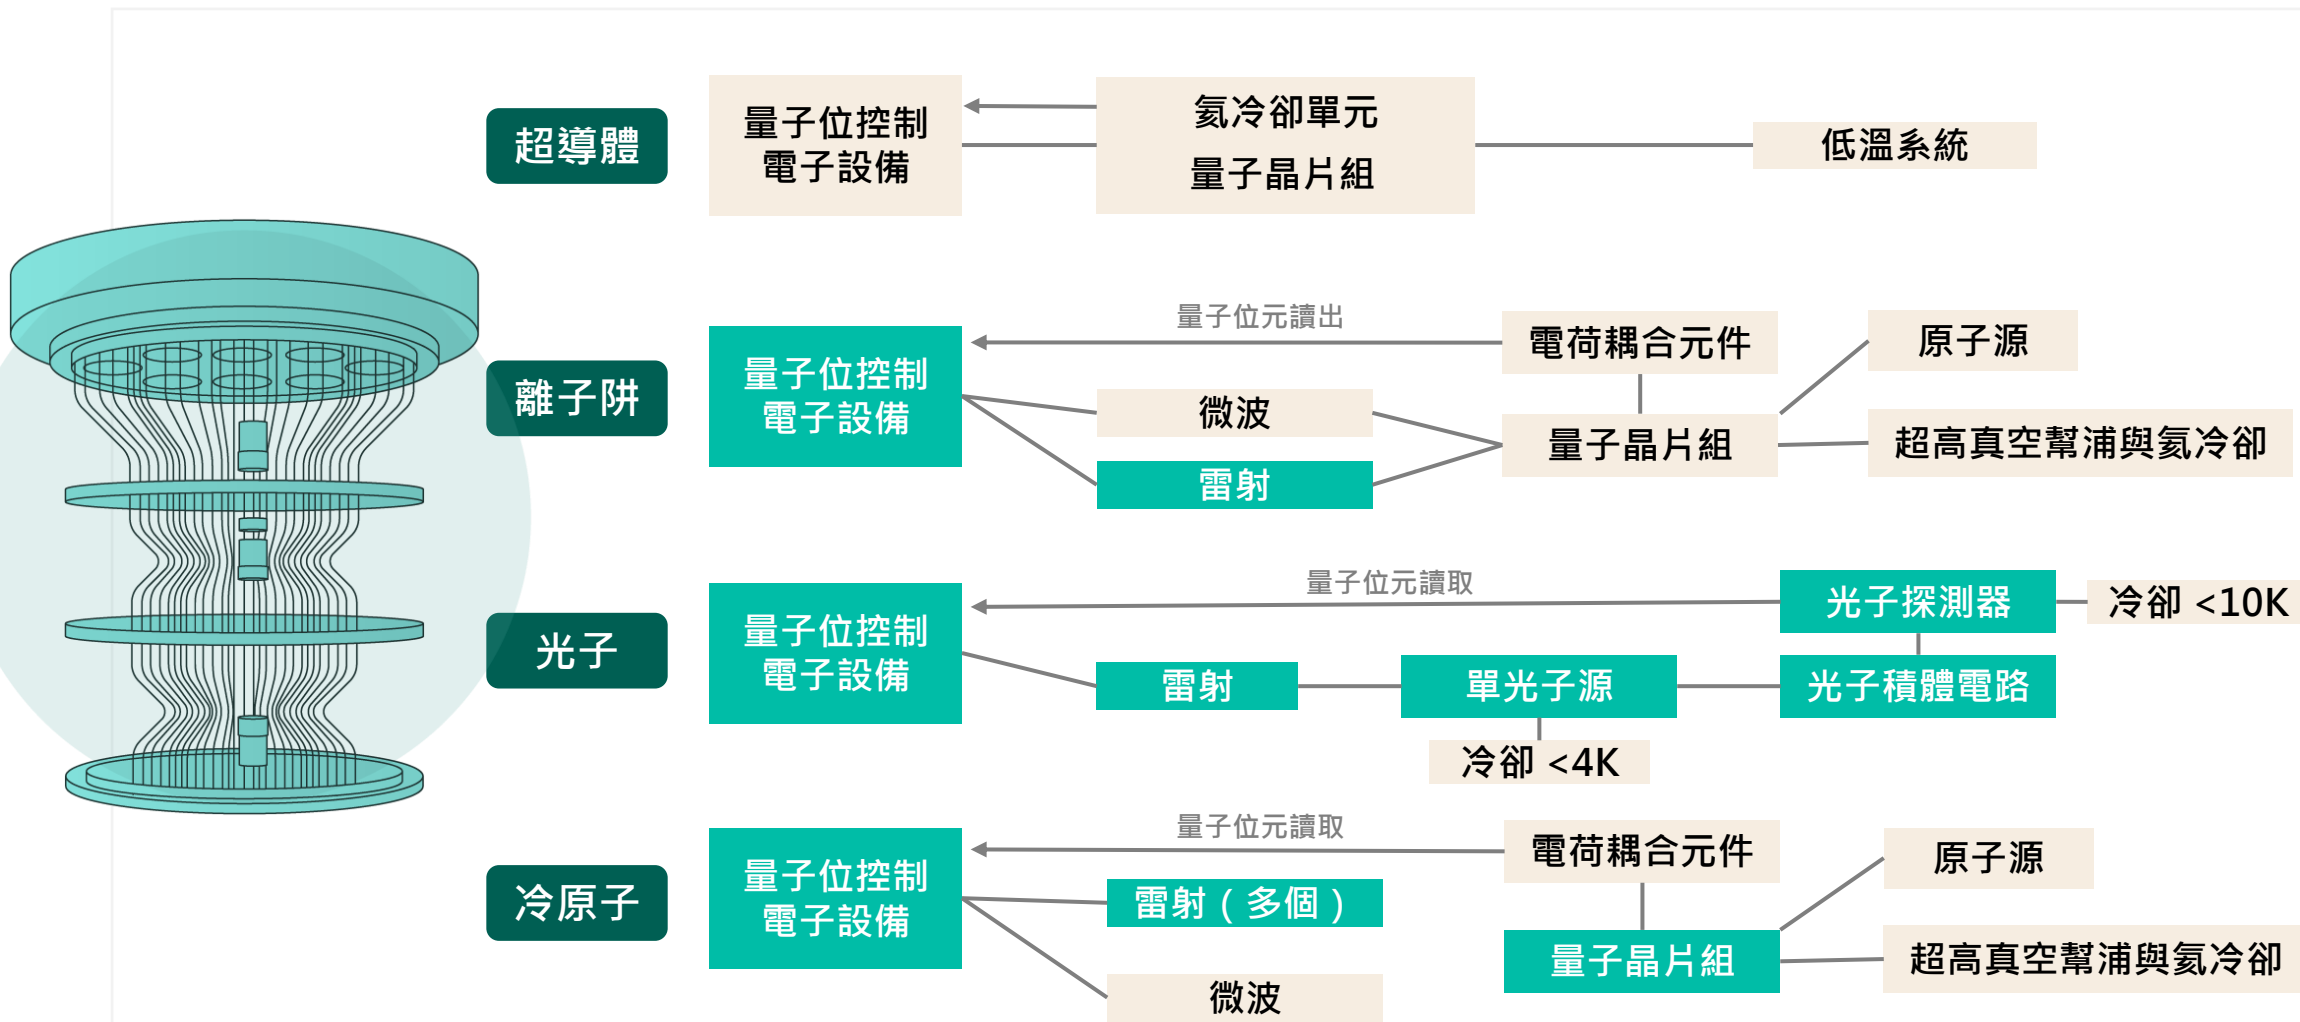 超導體
量子位控制
電子設備
氦冷卻單元
量子晶片組
低溫系統
離子阱
量子位控制
電子設備
量子位元讀出
微波
雷射
電荷耦合元件
量子晶片組
原子源
超高真空幫浦與氦冷卻
光子
量子位控制
電子設備
量子位元讀取
雷射
單光子源
冷卻 <4K
光子探測器
光子積體電路
冷卻 <10K
冷原子
量子位控制
電子設備
量子位元讀取
雷射（多個）
微波
電荷耦合元件
量子晶片組
原子源
超高真空幫浦與氦冷卻